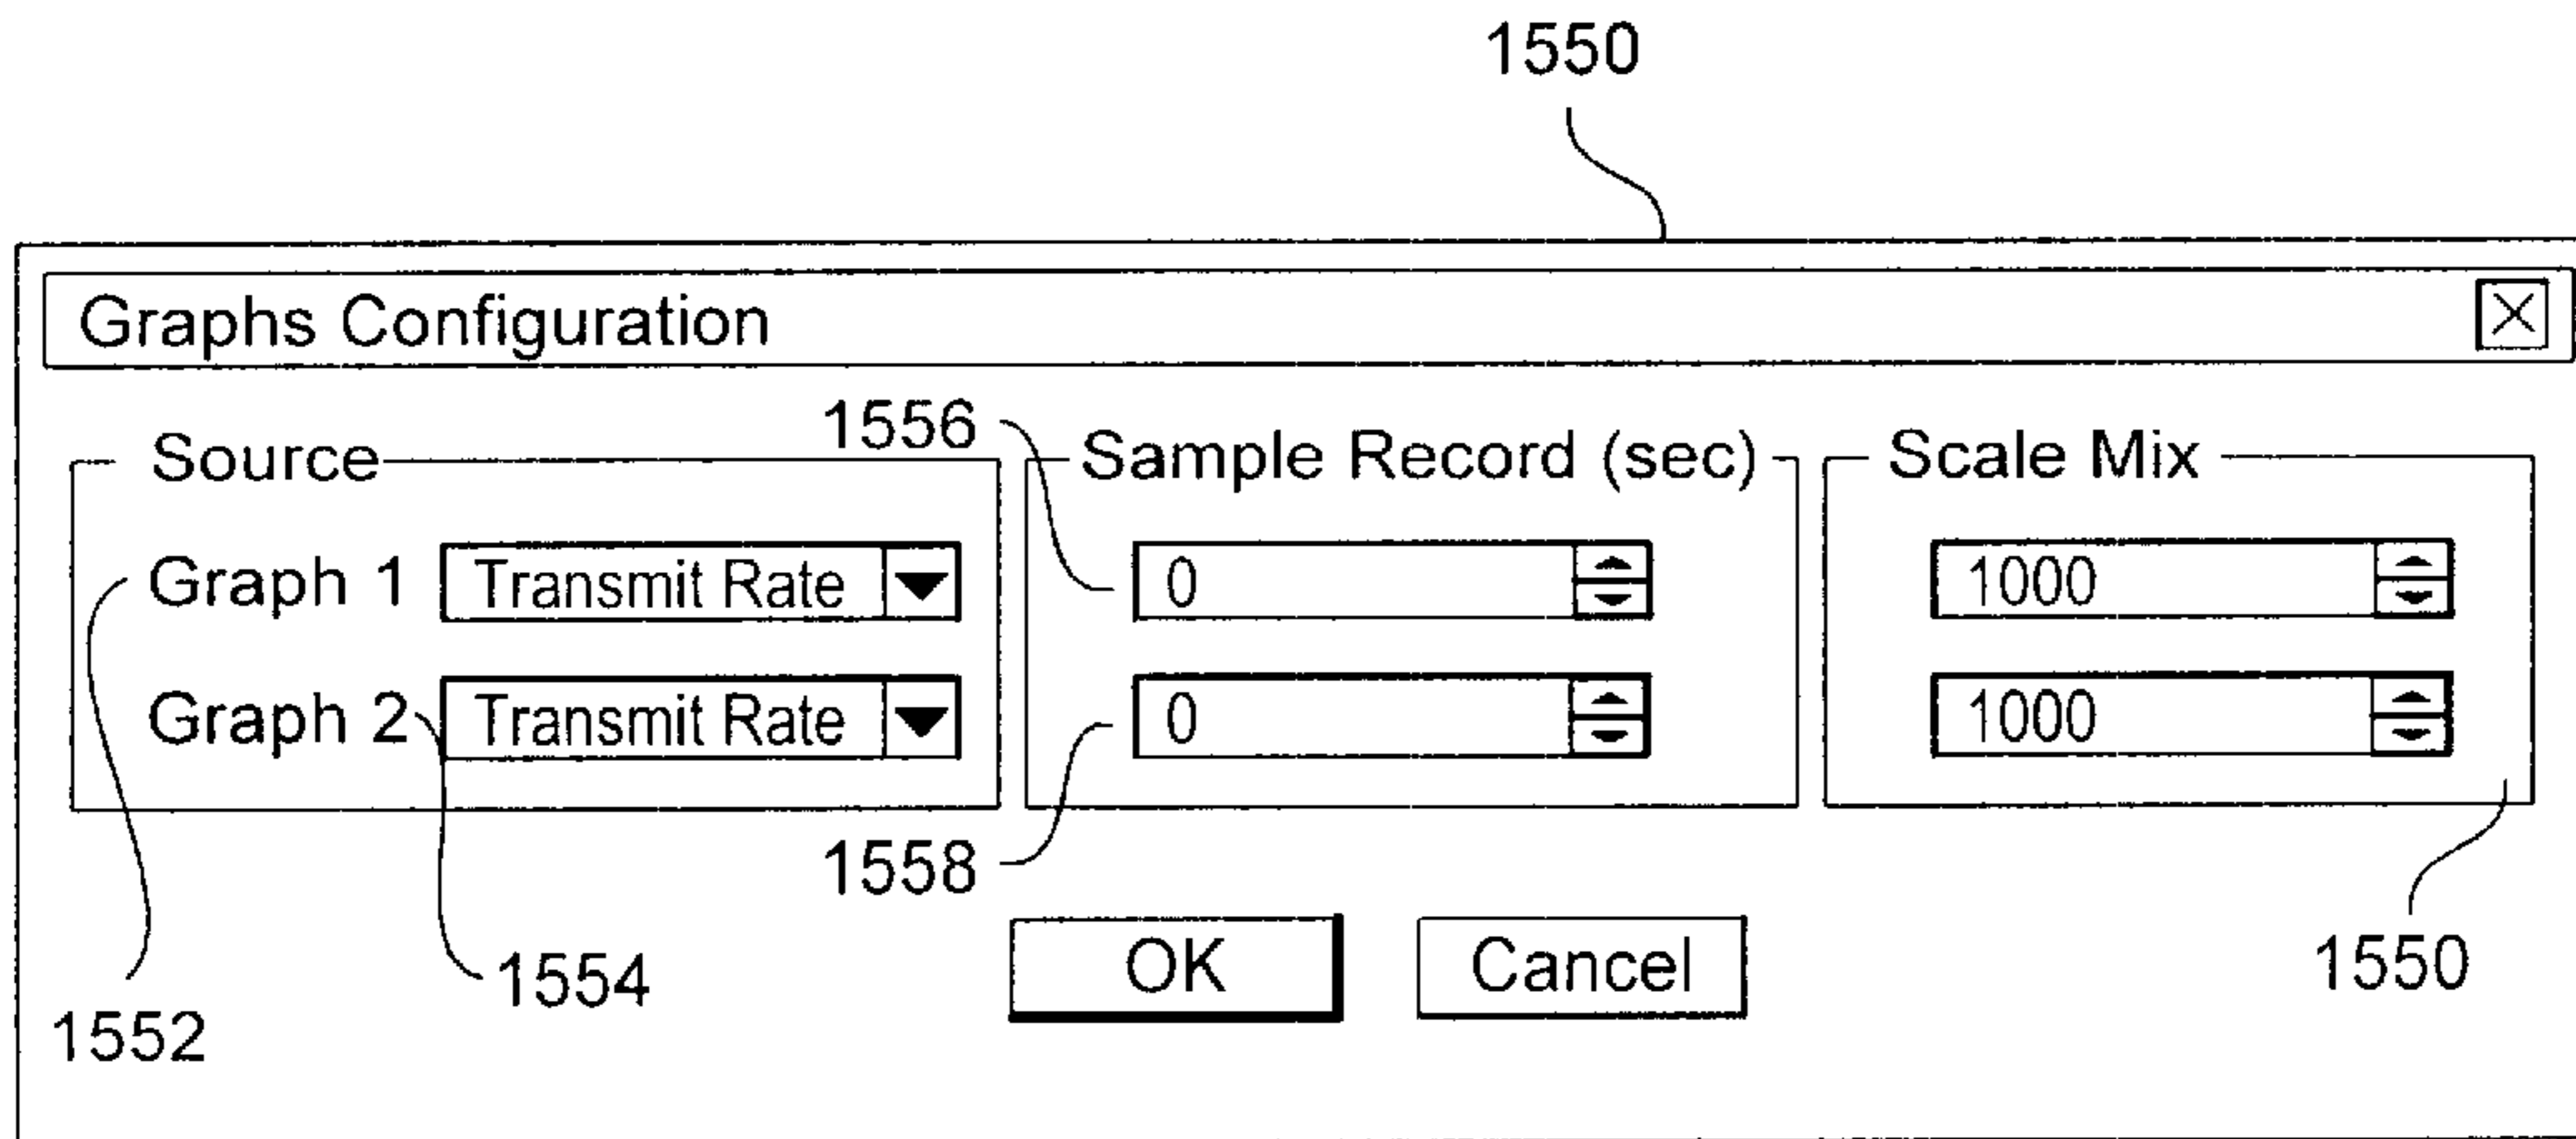 1550
Graphs Configuration
1556
Source
Sample Record (sec)
Scale Mix
Graph 1 Transmit Rate 0 1000
Graph 2 Transmit Rate 0 1000
1558
OK Cancel
1554
1550
1552